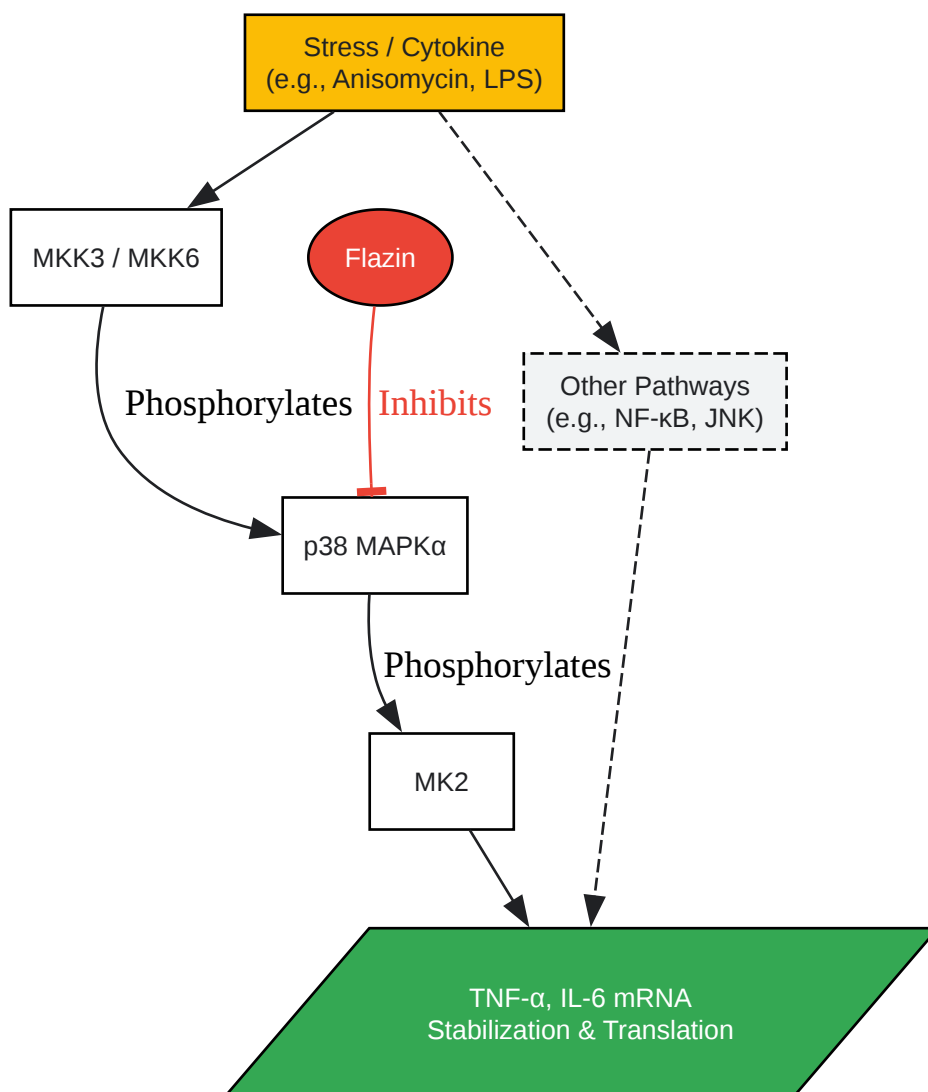 Stress / Cytokine
(e.g., Anisomycin, LPS)
MKK3 / MKK6
Flazin
Other Pathways
(e.g., NF-κB, JNK)
Phosphorylates
Inhibits
p38 MAPKα
Phosphorylates
MK2
TNF-α, IL-6 mRNA
Stabilization & Translation